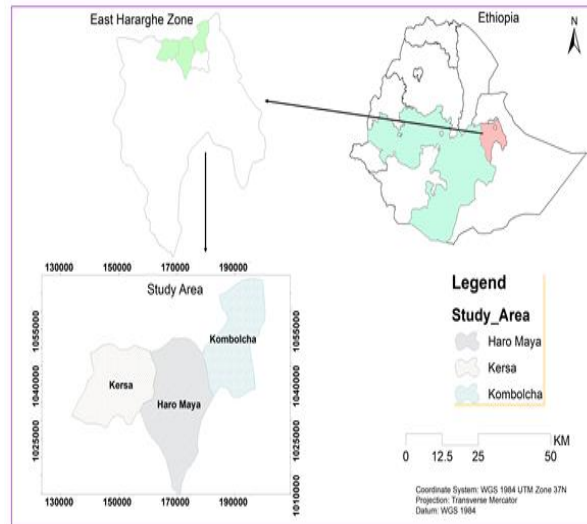 East Hararghe Zone
Ethiopia
N
130000 150000 170000 190000
Study Area
Kombolcha
Kersa
Haro Maya
1055000
1040000
1025000
1055000
1040000
1025000
1010000
130000 150000 170000 190000
Legend
Study_Area
Haro Maya
Kersa
Kombolcha
KM
0 12.5 25 50
Coordinate System: WGS 1984 UTM Zone 37N
Projection: Transverse Mercator
Datum: WGS 1984